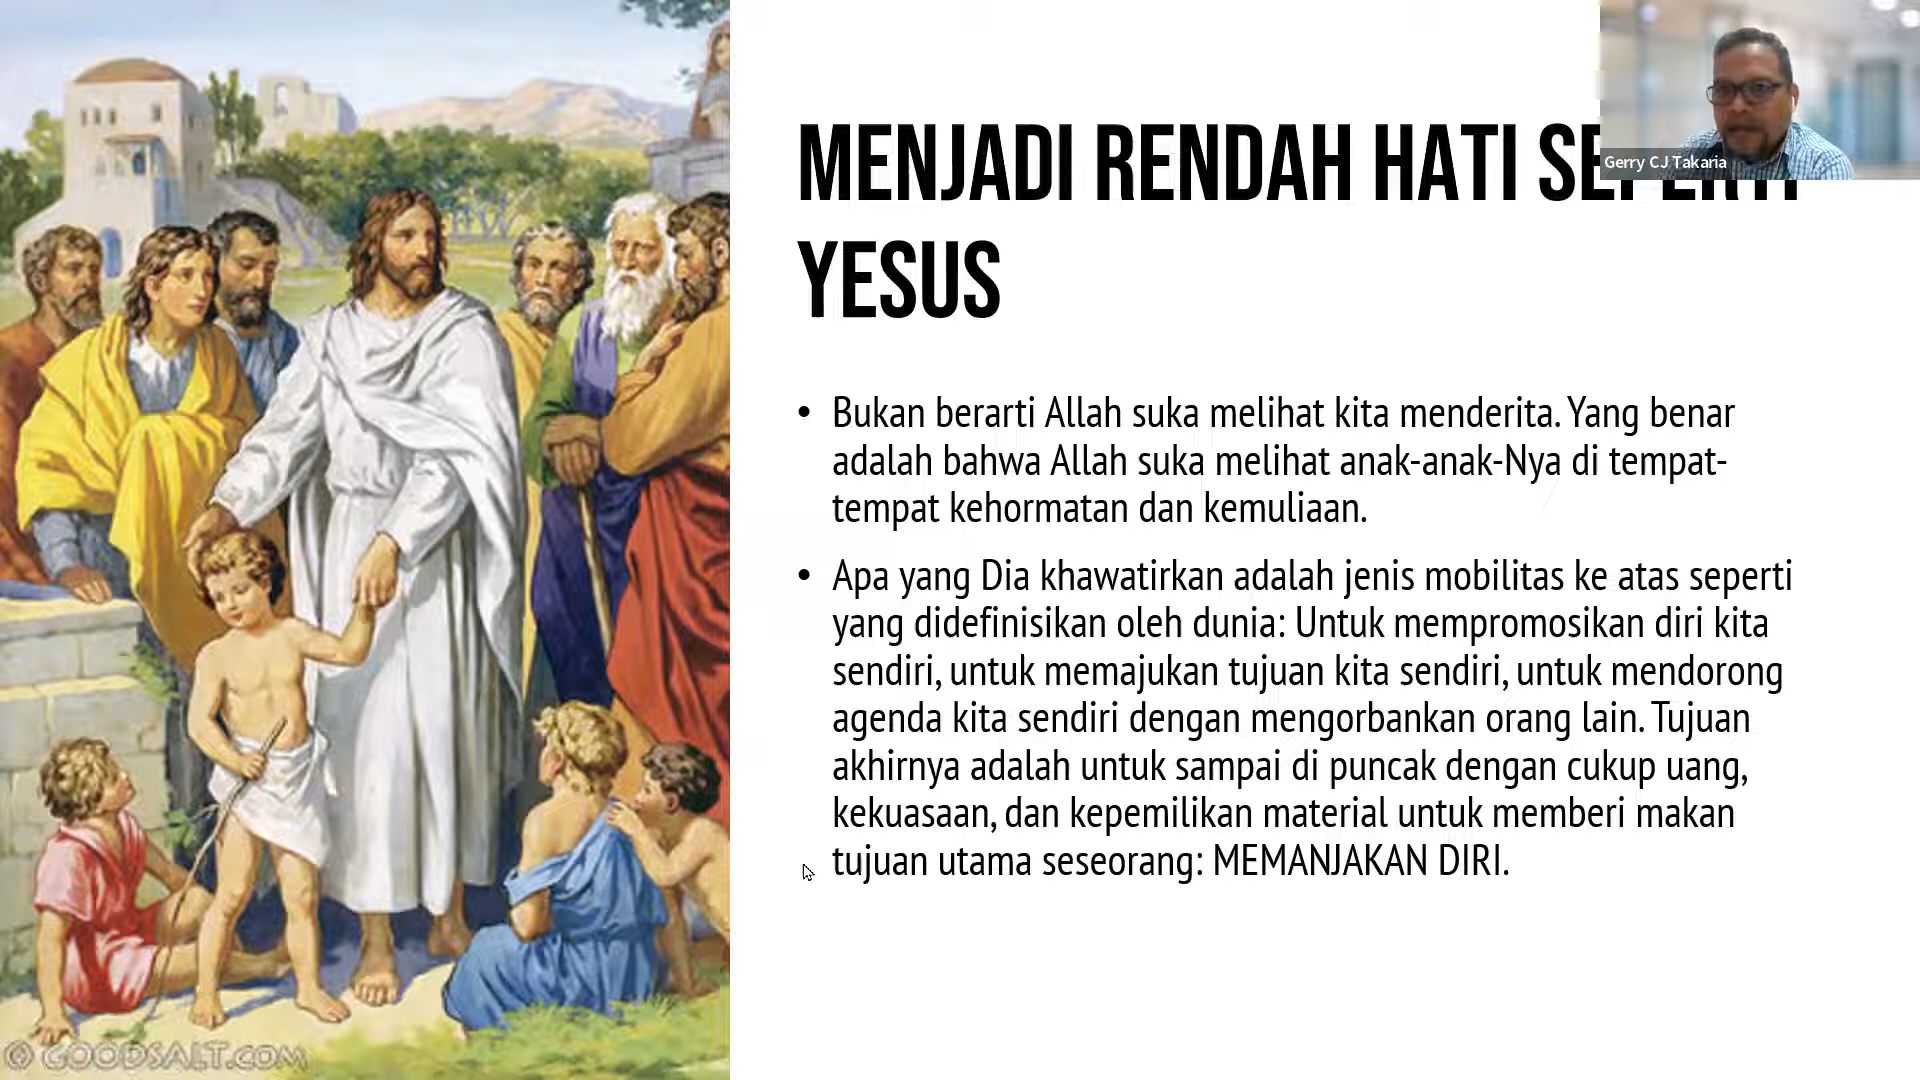 MENJADI RENDAH HATI SEPERTI
YESUS
Gerry CJ Takaria
• Bukan berarti Allah suka melihat kita menderita. Yang benar
adalah bahwa Allah suka melihat anak-anak-Nya di tempat-
tempat kehormatan dan kemuliaan.
• Apa yang Dia khawatirkan adalah jenis mobilitas ke atas seperti
yang didefinisikan oleh dunia: Untuk mempromosikan diri kita
sendiri, untuk memajukan tujuan kita sendiri, untuk mendorong
agenda kita sendiri dengan mengorbankan orang lain. Tujuan
akhirnya adalah untuk sampai di puncak dengan cukup uang,
kekuasaan, dan kepemilikan material untuk memberi makan
tujuan utama seseorang: MEMANJAKAN DIRI.
© GOODSALT.COM